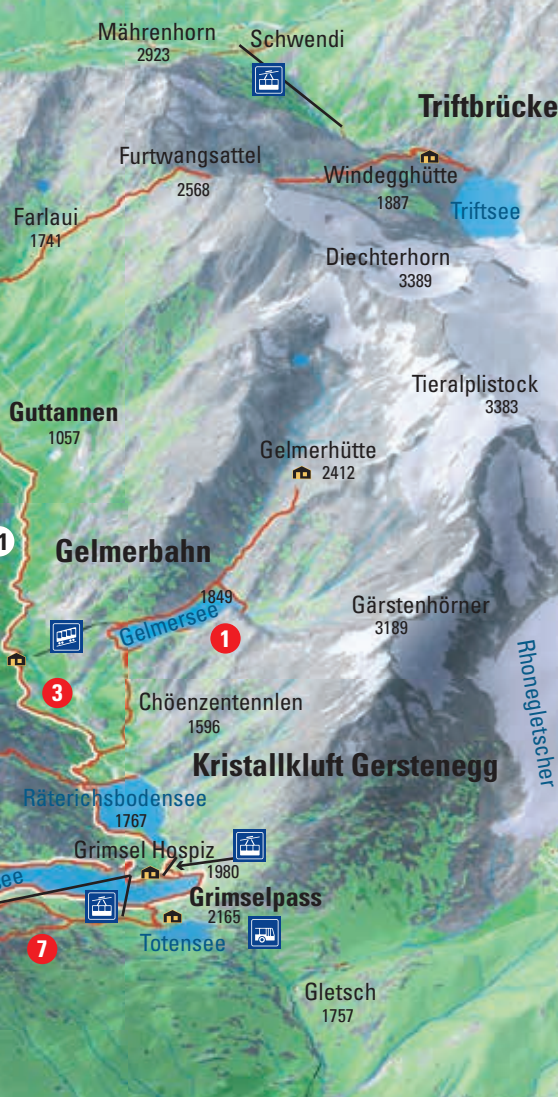 Mährenhorn
2923
Schwendi
Triftbrücke
Furtwangsattel
2568
Windegghütte
1887
Triftsee
Farlaui
1741
Diechterhorn
3389
Tieralplistock
3383
Guttannen
1057
Gelmerhütte
2412
1
Gelmerbahn
1849
Gelmersee
1
Gärstenhörner
3189
Rhonegletscher
3
Chöenzentennlen
1596
Kristallkluft Gerstenegg
Räterichsbodensee
1767
Grimsel Hospiz
1980
see
Grimselpass
2165
7
Totensee
Gletsch
1757